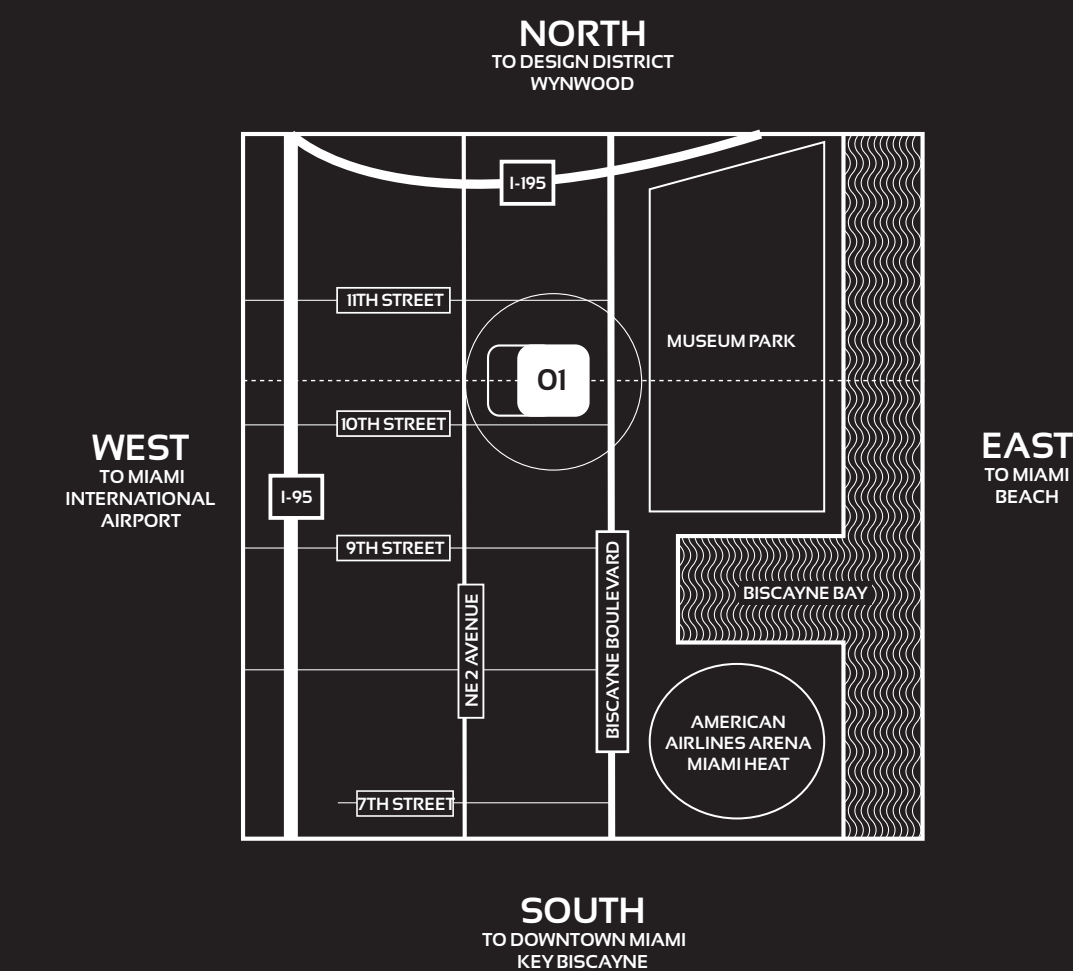 NORTH
TO DESIGN DISTRICT
WYNWOOD
I-195
11TH STREET
MUSEUM PARK
01
10TH STREET
WEST
TO MIAMI
INTERNATIONAL
AIRPORT
EAST
TO MIAMI
BEACH
I-95
9TH STREET
BISCAYNE BOULEVARD
BISCAYNE BAY
NE 2 AVENUE
AMERICAN
AIRLINES ARENA
MIAMI HEAT
7TH STREET
SOUTH
TO DOWNTOWN MIAMI
KEY BISCAYNE